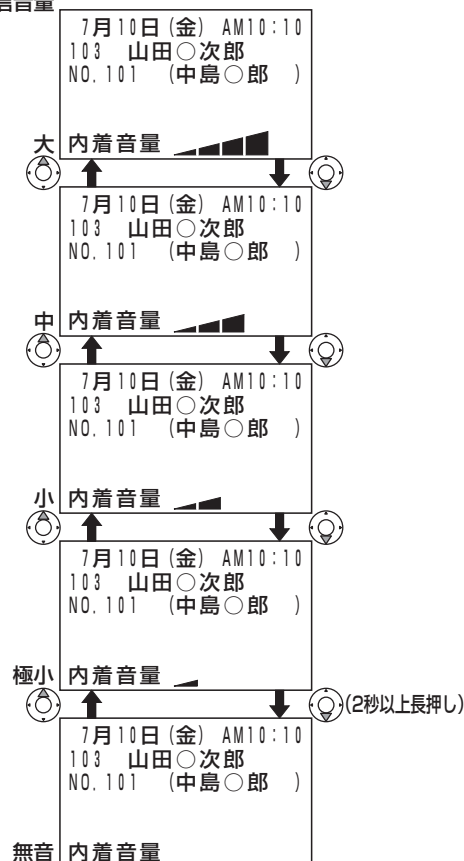 音量
7月10日(金) AM10:10
103 山田○次郎
NO.101 (中島○郎 )
大 内着音量
7月10日(金) AM10:10
103 山田○次郎
NO.101 (中島○郎 )
中 内着音量
7月10日(金) AM10:10
103 山田○次郎
NO.101 (中島○郎 )
小 内着音量
7月10日(金) AM10:10
103 山田○次郎
NO.101 (中島○郎 )
極小 内着音量
(2秒以上長押し)
7月10日(金) AM10:10
103 山田○次郎
NO.101 (中島○郎 )
無音 内着音量